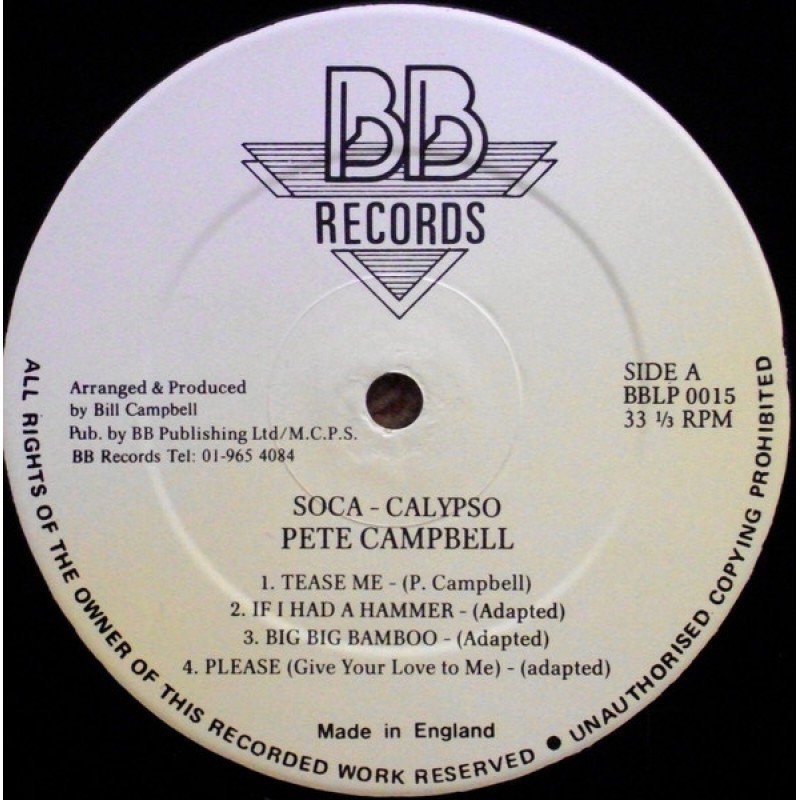 BB
RECORDS
Arranged & Produced
by Bill Campbell
Pub. by BB Publishing Ltd/M.C.P.S.
BB Records Tel: 01-965 4084
SIDE A
BBLP 0015
33 ⅓ RPM
SOCA - CALYPSO
PETE CAMPBELL
1. TEASE ME - (P. Campbell)
2. IF I HAD A HAMMER - (Adapted)
3. BIG BIG BAMBOO - (Adapted)
4. PLEASE (Give Your Love to Me) - (adapted)
Made in England
ALL RIGHTS OF THE OWNER OF THIS RECORDED WORK RESERVED ● UNAUTHORISED COPYING PROHIBITED